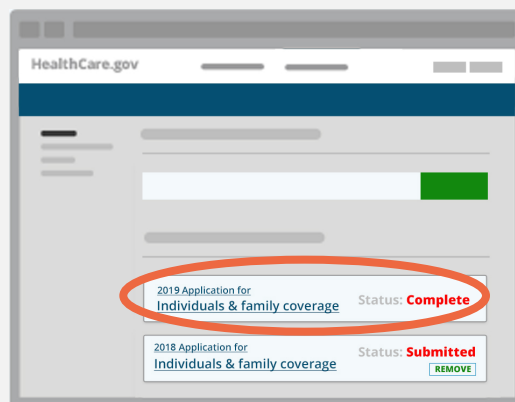 HealthCare.gov
2019 Application for
Individuals & family coverage
Status: Complete
2018 Application for
Individuals & family coverage
Status: Submitted
REMOVE